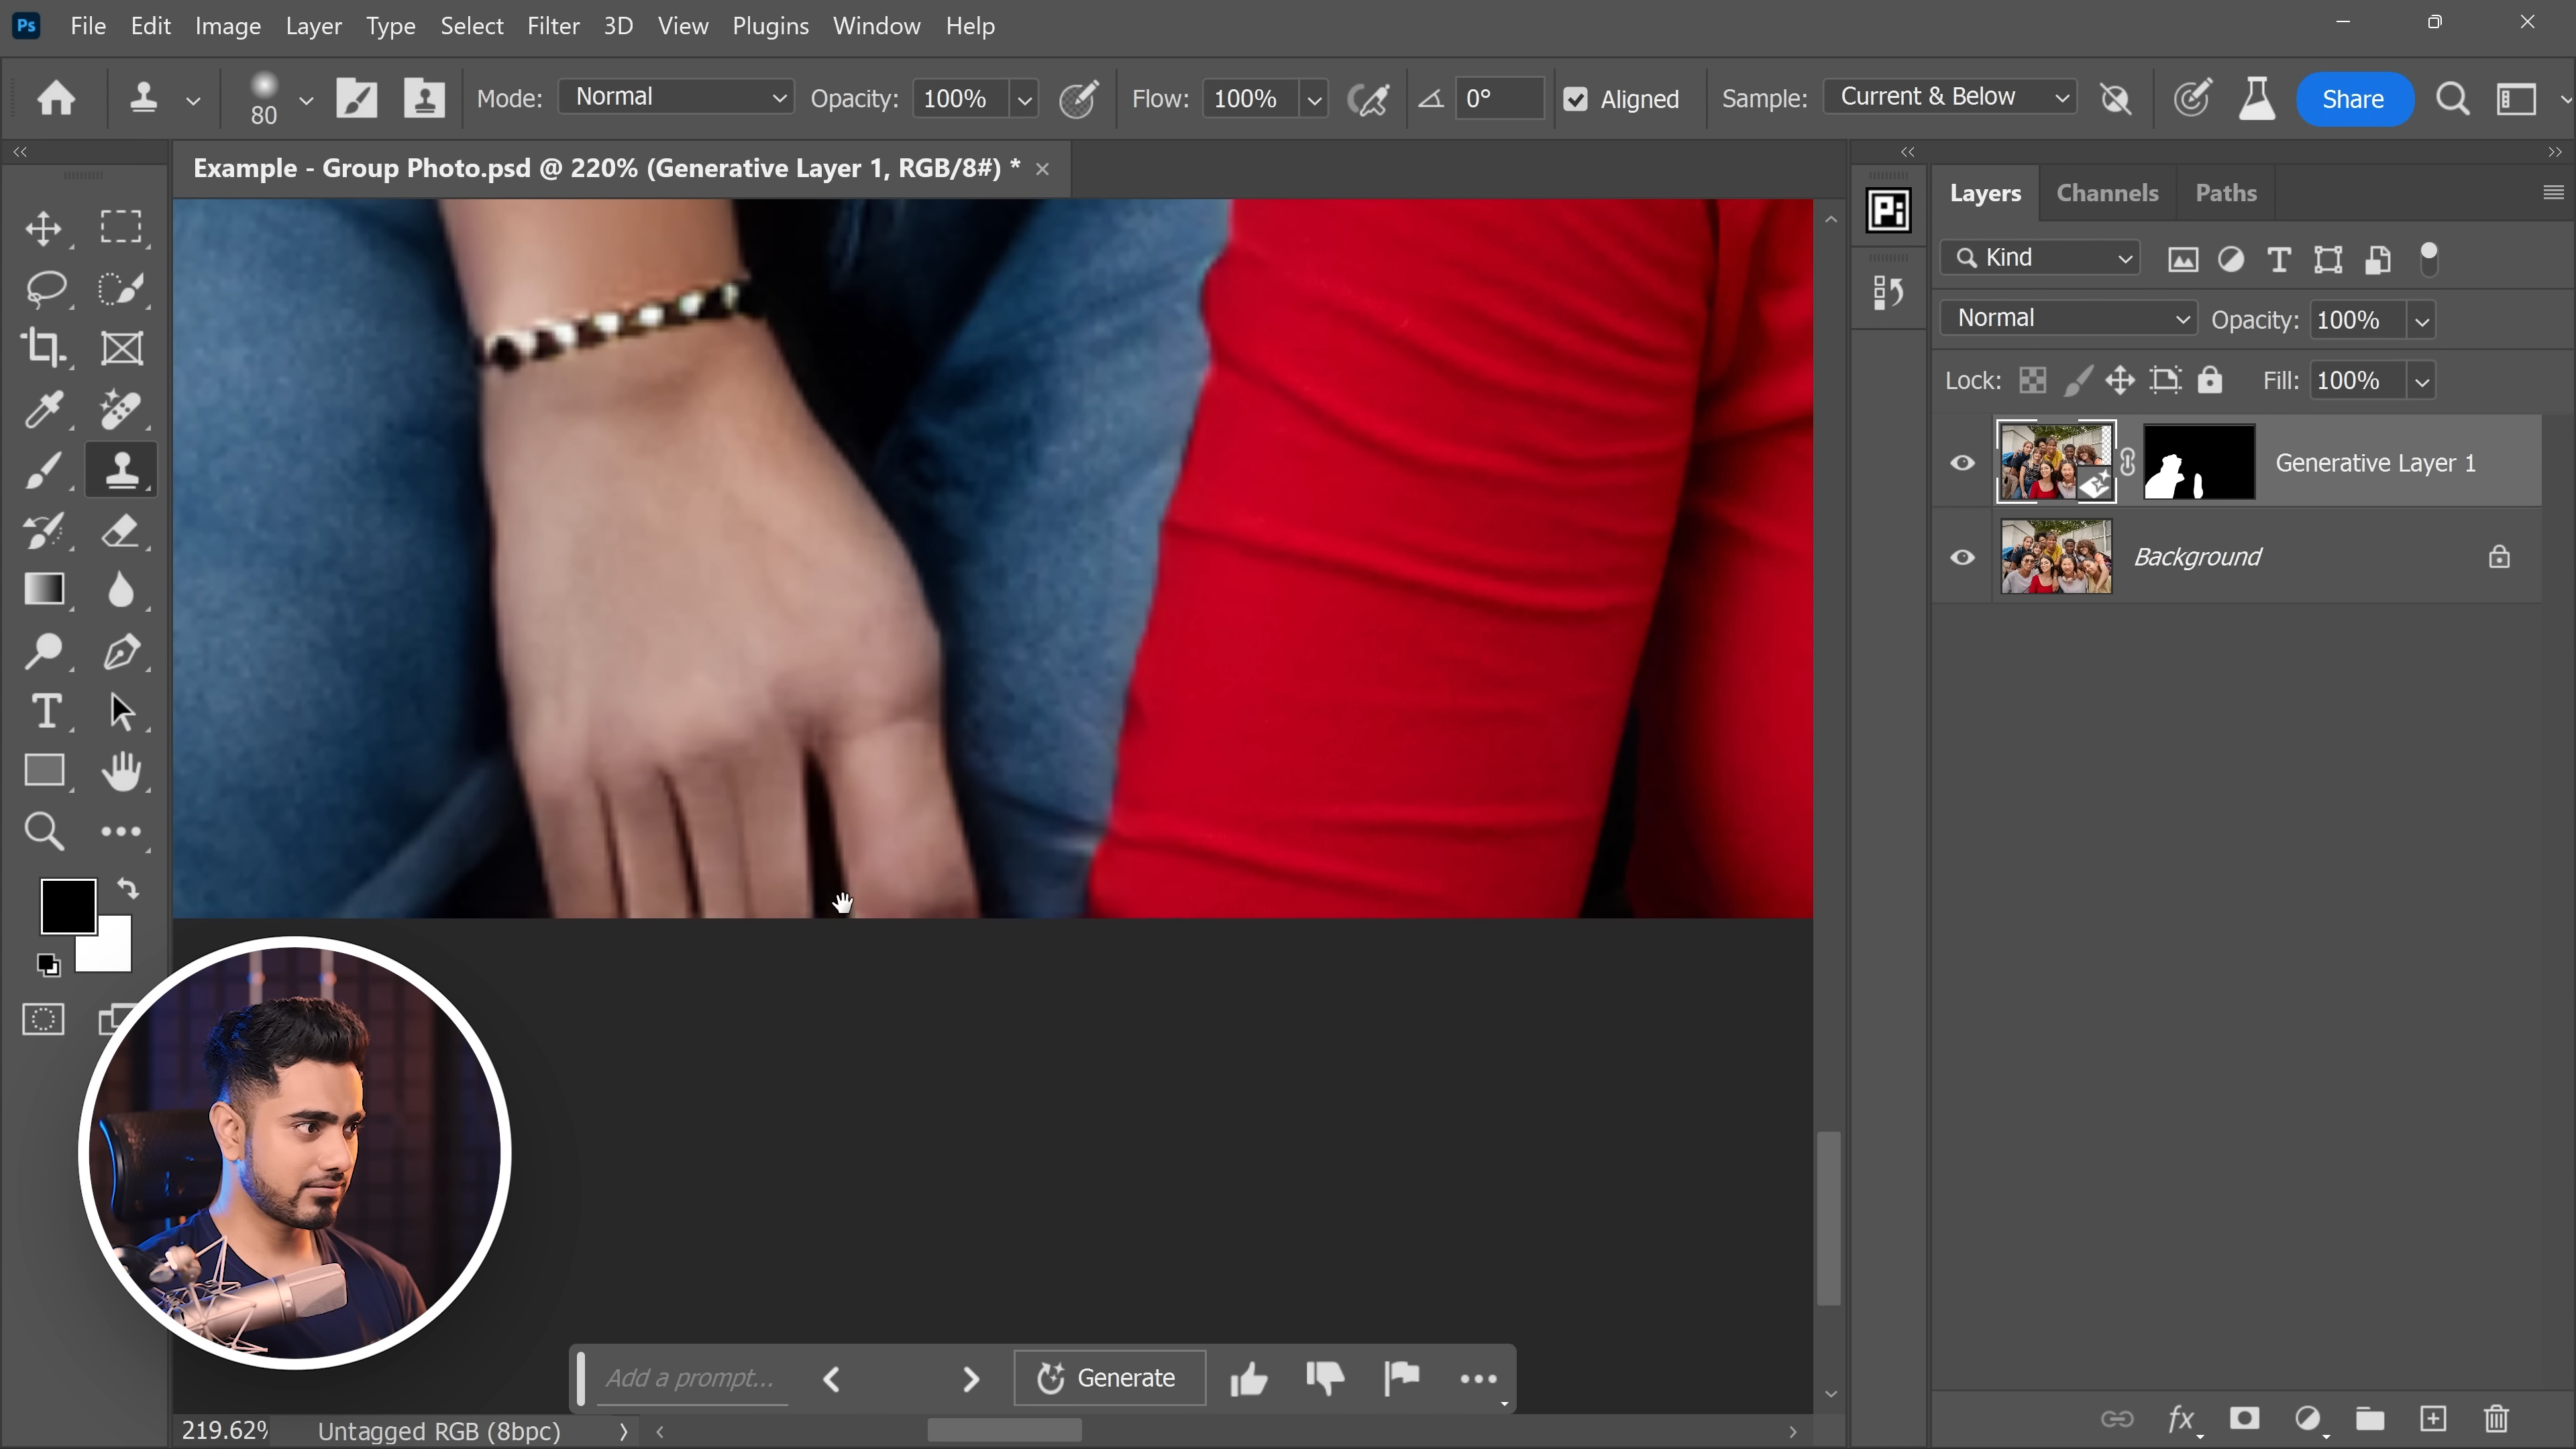 Ps File Edit Image Layer Type Select Filter 3D View Plugins Window Help
80 Mode: Normal Opacity: 100% Flow: 100% 0° Aligned Sample: Current & Below Share
Example - Group Photo.psd @ 220% (Generative Layer 1, RGB/8#) *
Pi
Layers Channels Paths
Kind
Normal Opacity: 100%
Lock: Fill: 100%
Generative Layer 1
Background
Add a prompt... Generate
219.62% Untagged RGB (8bpc)
fx